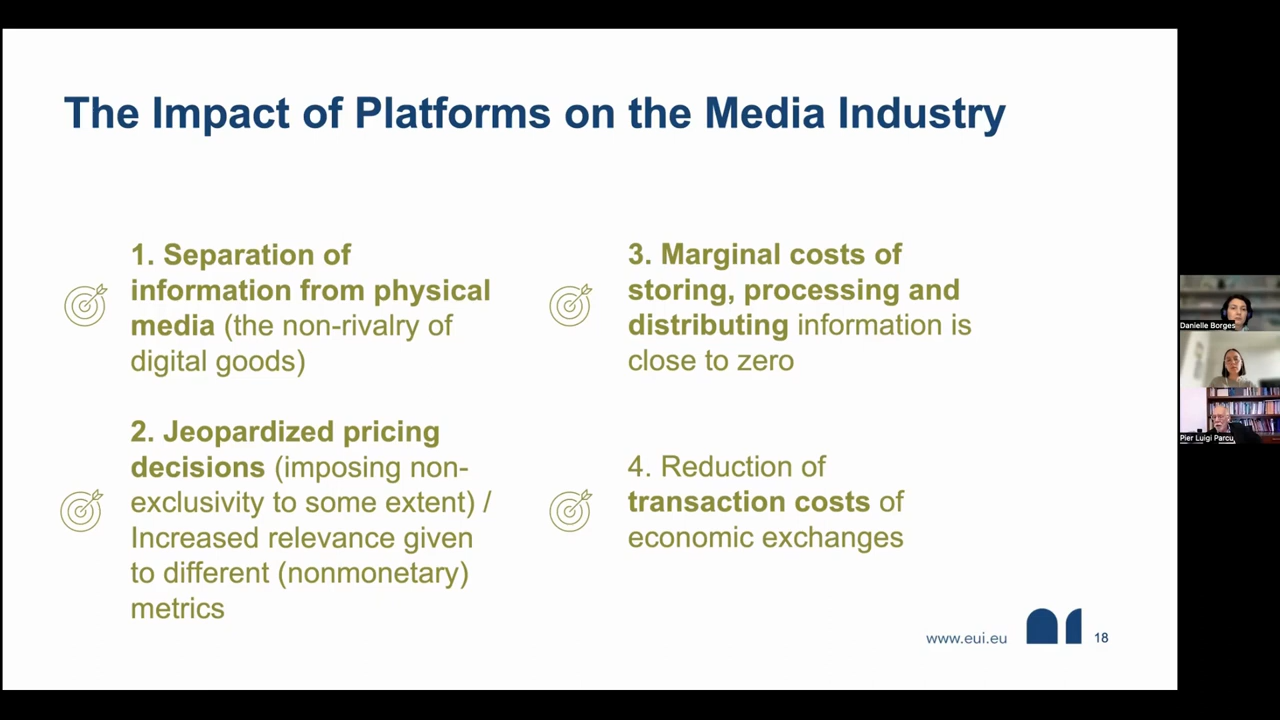 The Impact of Platforms on the Media Industry
1. Separation of
information from physical
media (the non-rivalry of
digital goods)
2. Jeopardized pricing
decisions (imposing non-
exclusivity to some extent) /
Increased relevance given
to different (nonmonetary)
metrics
3. Marginal costs of
storing, processing and
distributing information is
close to zero
4. Reduction of
transaction costs of
economic exchanges
www.eui.eu
18
Danielle Borges
Pier Luigi Parcu